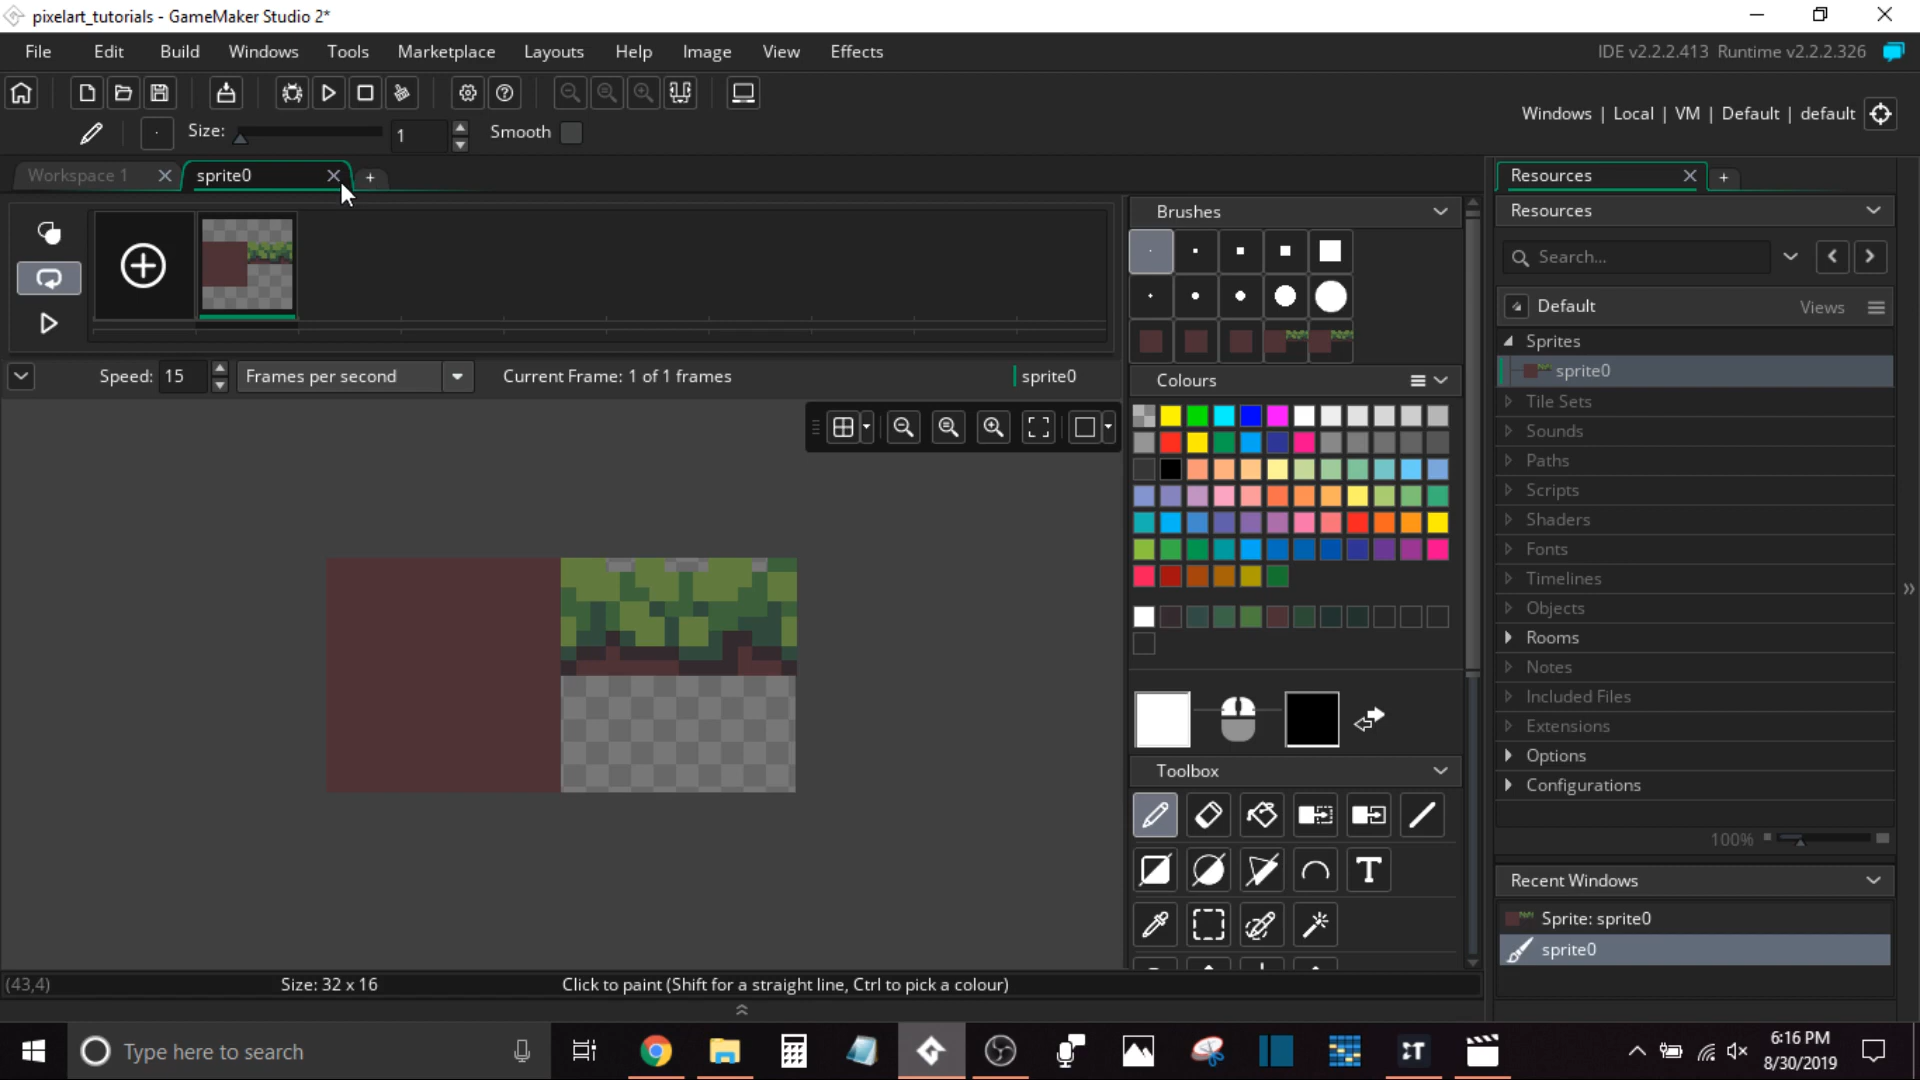 pixelart_tutorials - GameMaker Studio 2*
File Edit Build Windows Tools Marketplace Layouts Help Image View Effects
IDE v2.2.2.413 Runtime v2.2.2.326
Windows | Local | VM | Default | default
Size: 1 Smooth
Workspace 1
sprite0
Resources
Brushes
Resources
Search...
Default Views
Sprites
sprite0
Tile Sets
Sounds
Paths
Scripts
Shaders
Fonts
Timelines
Objects
Rooms
Notes
Included Files
Extensions
Options
Configurations
100%
Speed: 15 Frames per second Current Frame: 1 of 1 frames sprite0
Colours
Toolbox
T
Recent Windows
Sprite: sprite0
sprite0
(43,4) Size: 32 x 16 Click to paint (Shift for a straight line, Ctrl to pick a colour)
Type here to search
6:16 PM
8/30/2019